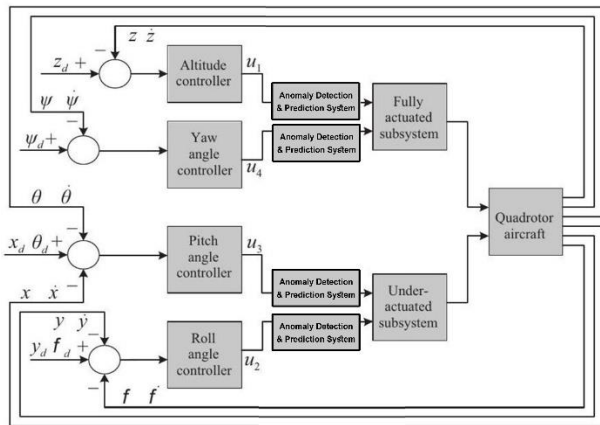 z ż
z_d +
−
Altitude
controller
u_1
Anomaly Detection
& Prediction System
Fully
actuated
subsystem
ψ ψ̇
−
ψ_d +
Yaw
angle
controller
u_4
Anomaly Detection
& Prediction System
θ θ̇
−
x_d θ_d +
−
x ẋ
Pitch
angle
controller
u_3
Anomaly Detection
& Prediction System
Under-
actuated
subsystem
Quadrotor
aircraft
y ẏ
−
y_d f_d +
−
f ḟ
Roll
angle
controller
u_2
Anomaly Detection
& Prediction System